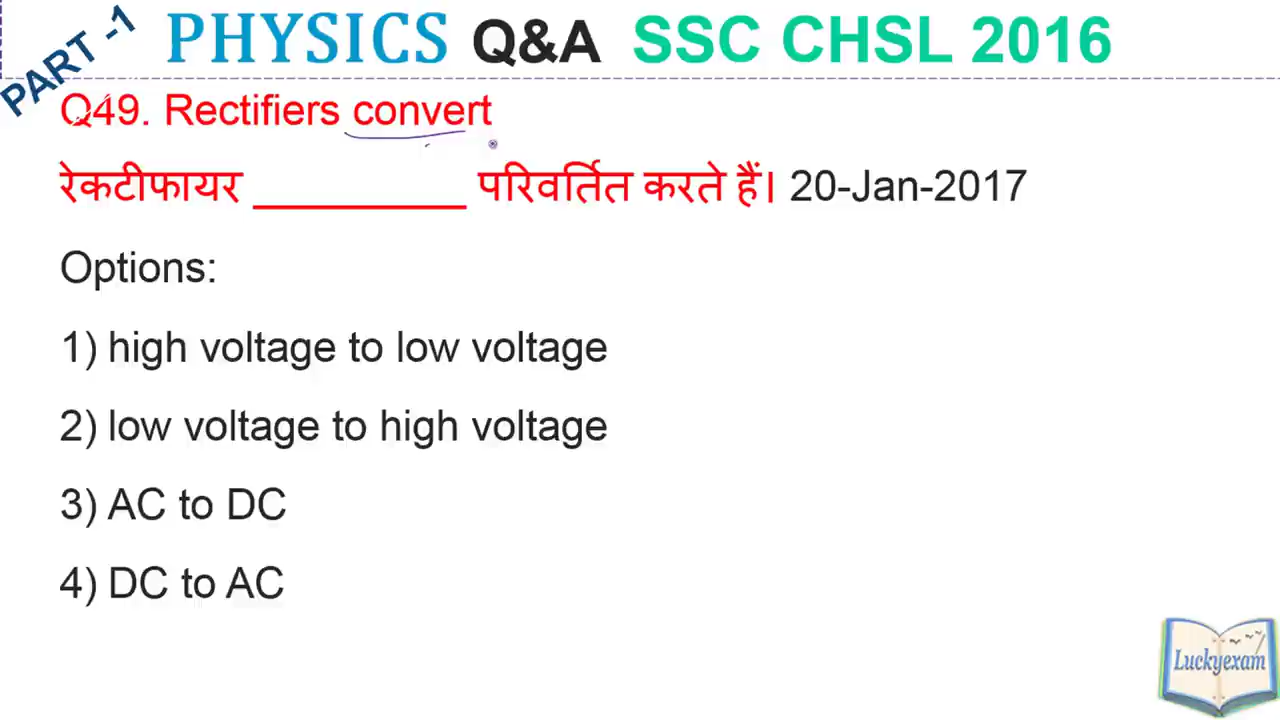 PART -1
PHYSICS Q&A SSC CHSL 2016
Q49. Rectifiers convert
रेकटीफायर _________ परिवर्तित करते हैं। 20-Jan-2017
Options:
1) high voltage to low voltage
2) low voltage to high voltage
3) AC to DC
4) DC to AC
Luckyexam